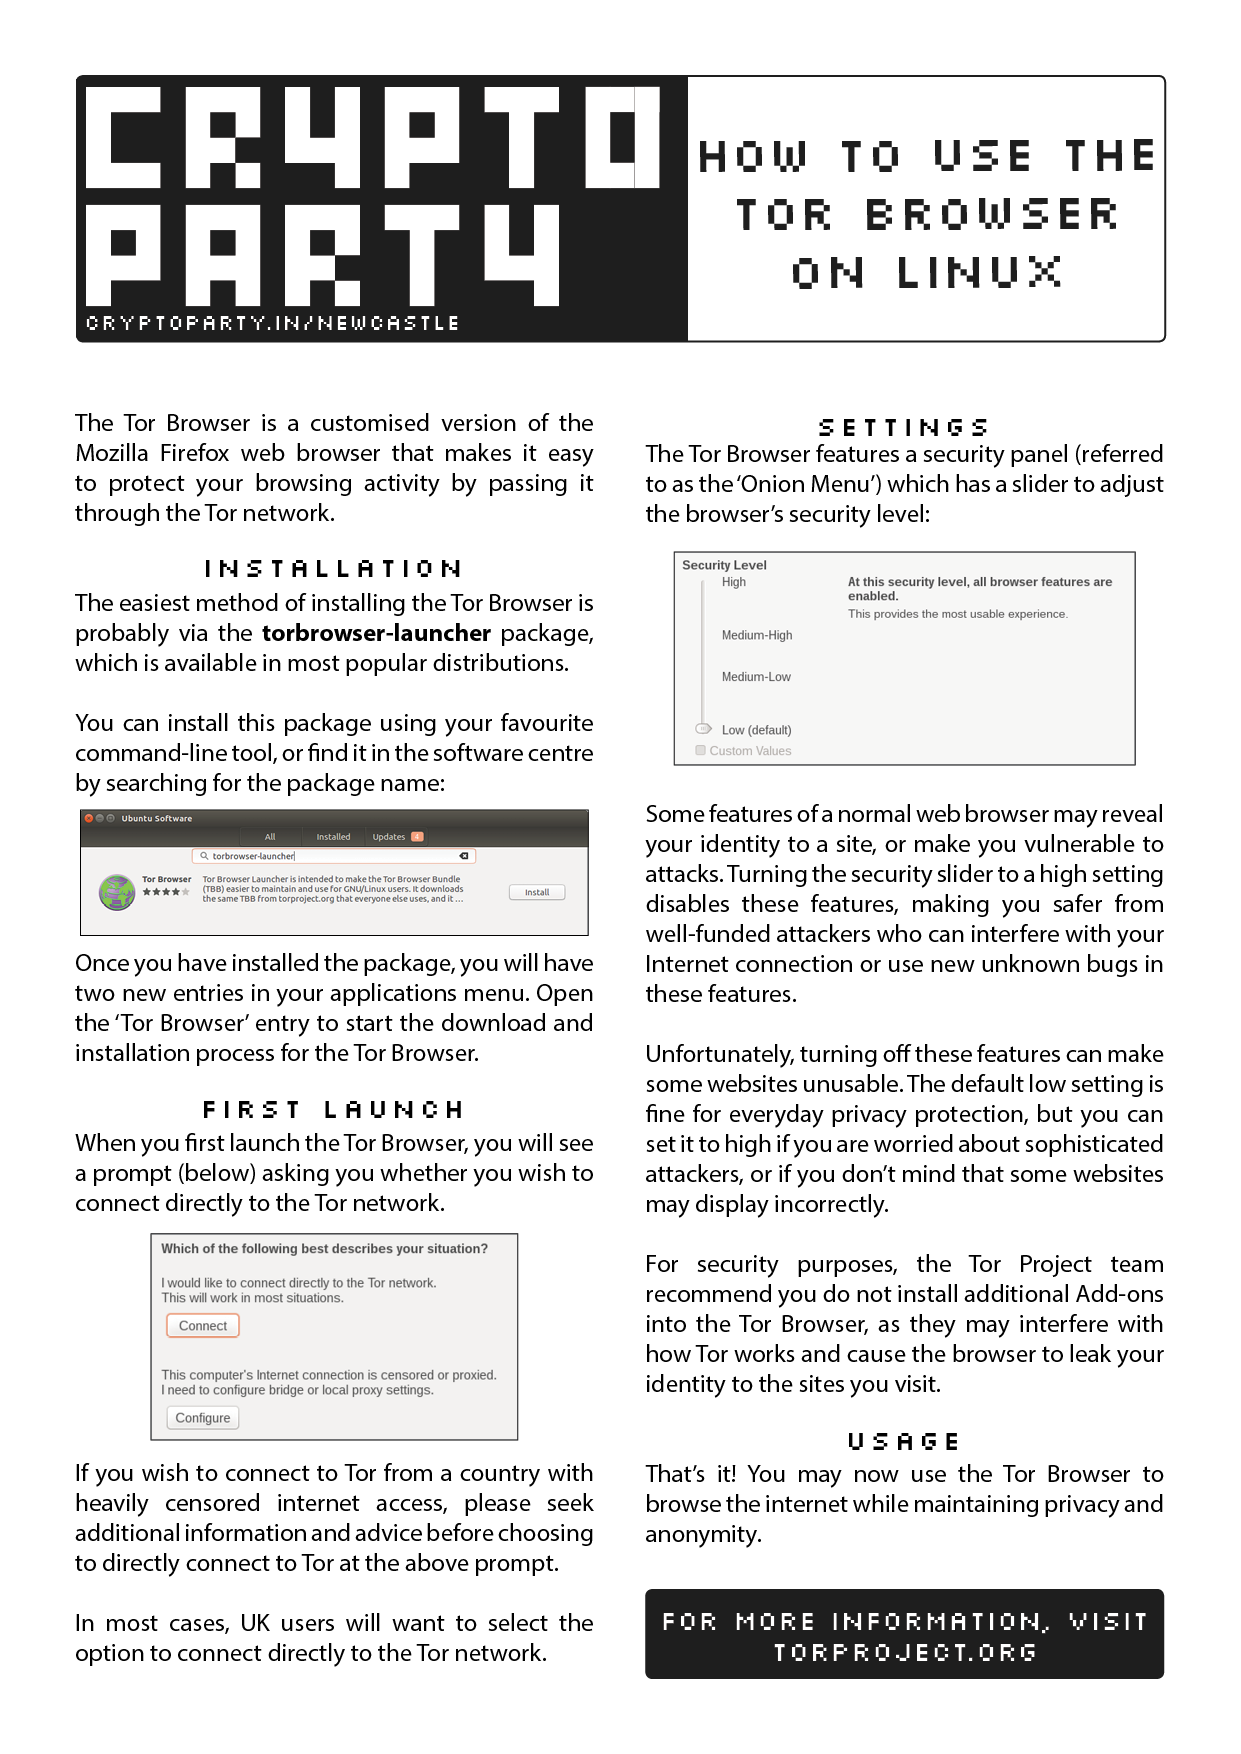 CRYPTO
PARTY
CRYPTOPARTY.IN/NEWCASTLE
HOW TO USE THE
TOR BROWSER
ON LINUX
The Tor Browser is a customised version of the
Mozilla Firefox web browser that makes it easy
to protect your browsing activity by passing it
through the Tor network.
INSTALLATION
The easiest method of installing the Tor Browser is
probably via the torbrowser-launcher package,
which is available in most popular distributions.
You can install this package using your favourite
command-line tool, or find it in the software centre
by searching for the package name:
Ubuntu Software
All Installed Updates 4
torbrowser-launcher
Tor Browser
Tor Browser Launcher is intended to make the Tor Browser Bundle
(TBB) easier to maintain and use for GNU/Linux users. It downloads
the same TBB from torproject.org that everyone else uses, and it ...
Install
Once you have installed the package, you will have
two new entries in your applications menu. Open
the ‘Tor Browser’ entry to start the download and
installation process for the Tor Browser.
FIRST LAUNCH
When you first launch the Tor Browser, you will see
a prompt (below) asking you whether you wish to
connect directly to the Tor network.
Which of the following best describes your situation?
I would like to connect directly to the Tor network.
This will work in most situations.
Connect
This computer's Internet connection is censored or proxied.
I need to configure bridge or local proxy settings.
Configure
If you wish to connect to Tor from a country with
heavily censored internet access, please seek
additional information and advice before choosing
to directly connect to Tor at the above prompt.
In most cases, UK users will want to select the
option to connect directly to the Tor network.
SETTINGS
The Tor Browser features a security panel (referred
to as the ‘Onion Menu’) which has a slider to adjust
the browser’s security level:
Security Level
High
Medium-High
Medium-Low
Low (default)
Custom Values
At this security level, all browser features are
enabled.
This provides the most usable experience.
Some features of a normal web browser may reveal
your identity to a site, or make you vulnerable to
attacks. Turning the security slider to a high setting
disables these features, making you safer from
well-funded attackers who can interfere with your
Internet connection or use new unknown bugs in
these features.
Unfortunately, turning off these features can make
some websites unusable. The default low setting is
fine for everyday privacy protection, but you can
set it to high if you are worried about sophisticated
attackers, or if you don’t mind that some websites
may display incorrectly.
For security purposes, the Tor Project team
recommend you do not install additional Add-ons
into the Tor Browser, as they may interfere with
how Tor works and cause the browser to leak your
identity to the sites you visit.
USAGE
That’s it! You may now use the Tor Browser to
browse the internet while maintaining privacy and
anonymity.
FOR MORE INFORMATION, VISIT
TORPROJECT.ORG